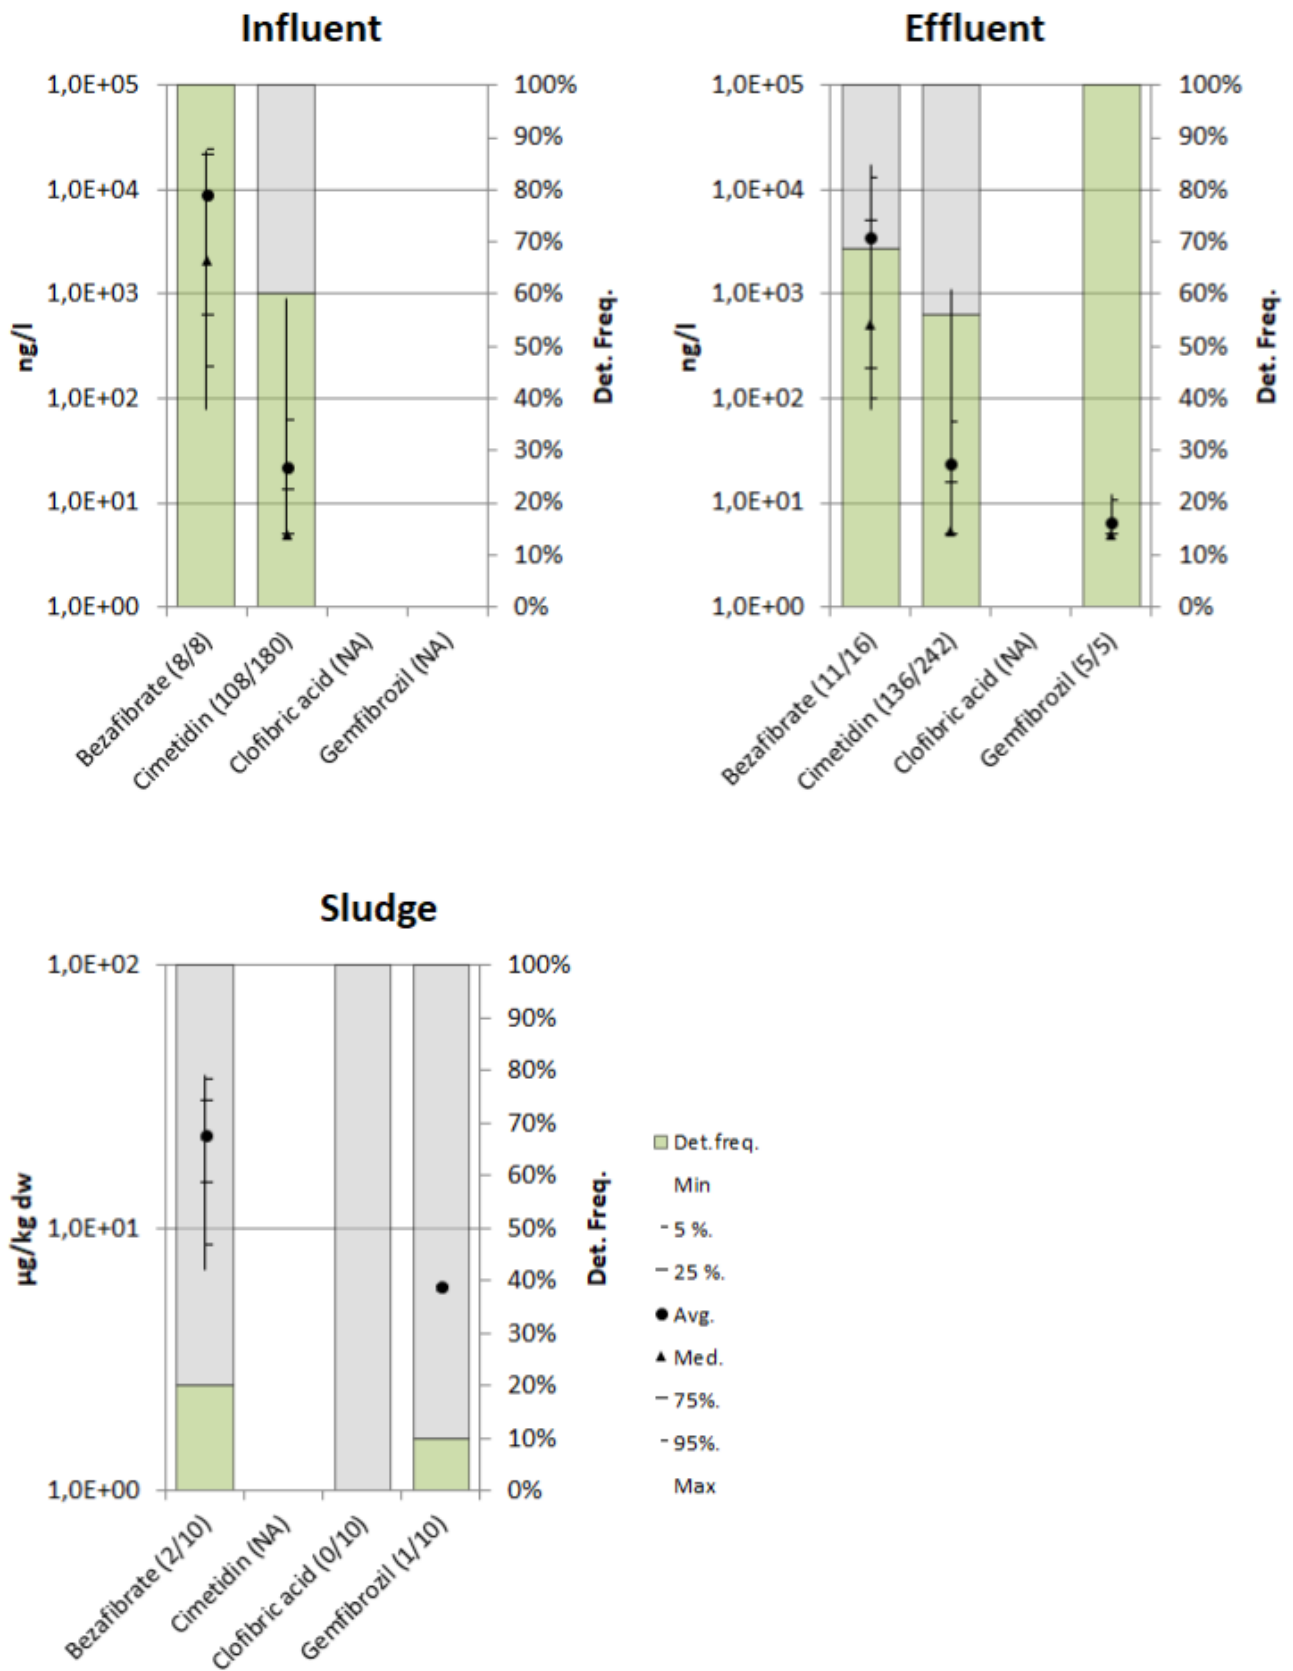 Influent
1,0E+05
1,0E+04
1,0E+03
1,0E+02
1,0E+01
1,0E+00
ng/l
100%
90%
80%
70%
60%
50%
40%
30%
20%
10%
0%
Det. Freq.
Bezafibrate (8/8)
Cimetidin (108/180)
Clofibric acid (NA)
Gemfibrozil (NA)
Effluent
1,0E+05
1,0E+04
1,0E+03
1,0E+02
1,0E+01
1,0E+00
ng/l
100%
90%
80%
70%
60%
50%
40%
30%
20%
10%
0%
Det. Freq.
Bezafibrate (11/16)
Cimetidin (136/242)
Clofibric acid (NA)
Gemfibrozil (5/5)
Sludge
1,0E+02
1,0E+01
1,0E+00
µg/kg dw
100%
90%
80%
70%
60%
50%
40%
30%
20%
10%
0%
Det. Freq.
Bezafibrate (2/10)
Cimetidin (NA)
Clofibric acid (0/10)
Gemfibrozil (1/10)
Det.freq.
Min
5 %.
25 %.
Avg.
Med.
75%.
95%.
Max